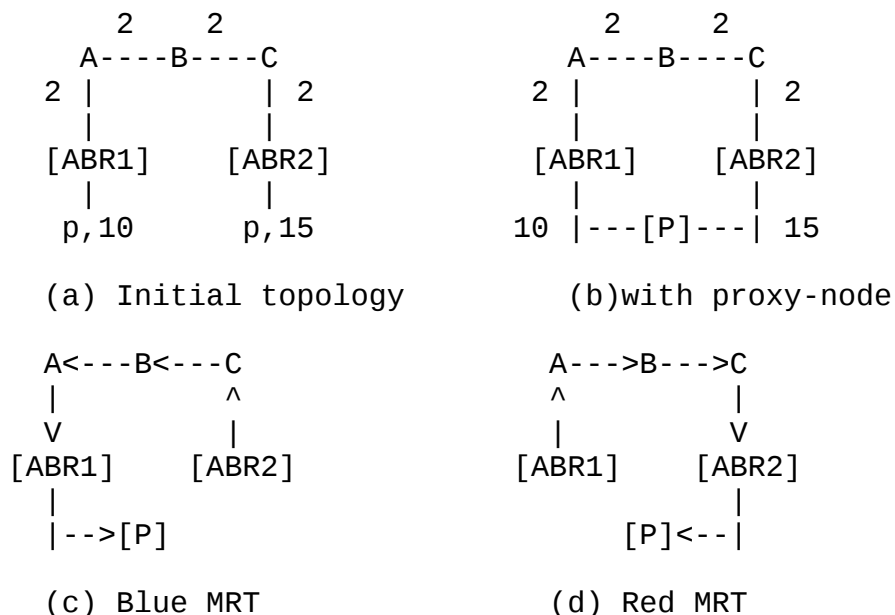 2 2 2 2
A----B----C A----B----C
2 | | 2 2 | | 2
| | | |
[ABR1] [ABR2] [ABR1] [ABR2]
| | | |
p,10 p,15 10 |---[P]---| 15
(a) Initial topology (b)with proxy-node
A<---B<---C A--->B--->C
| ^ ^ |
V | | V
[ABR1] [ABR2] [ABR1] [ABR2]
| |
|-->[P] [P]<--|
(c) Blue MRT (d) Red MRT